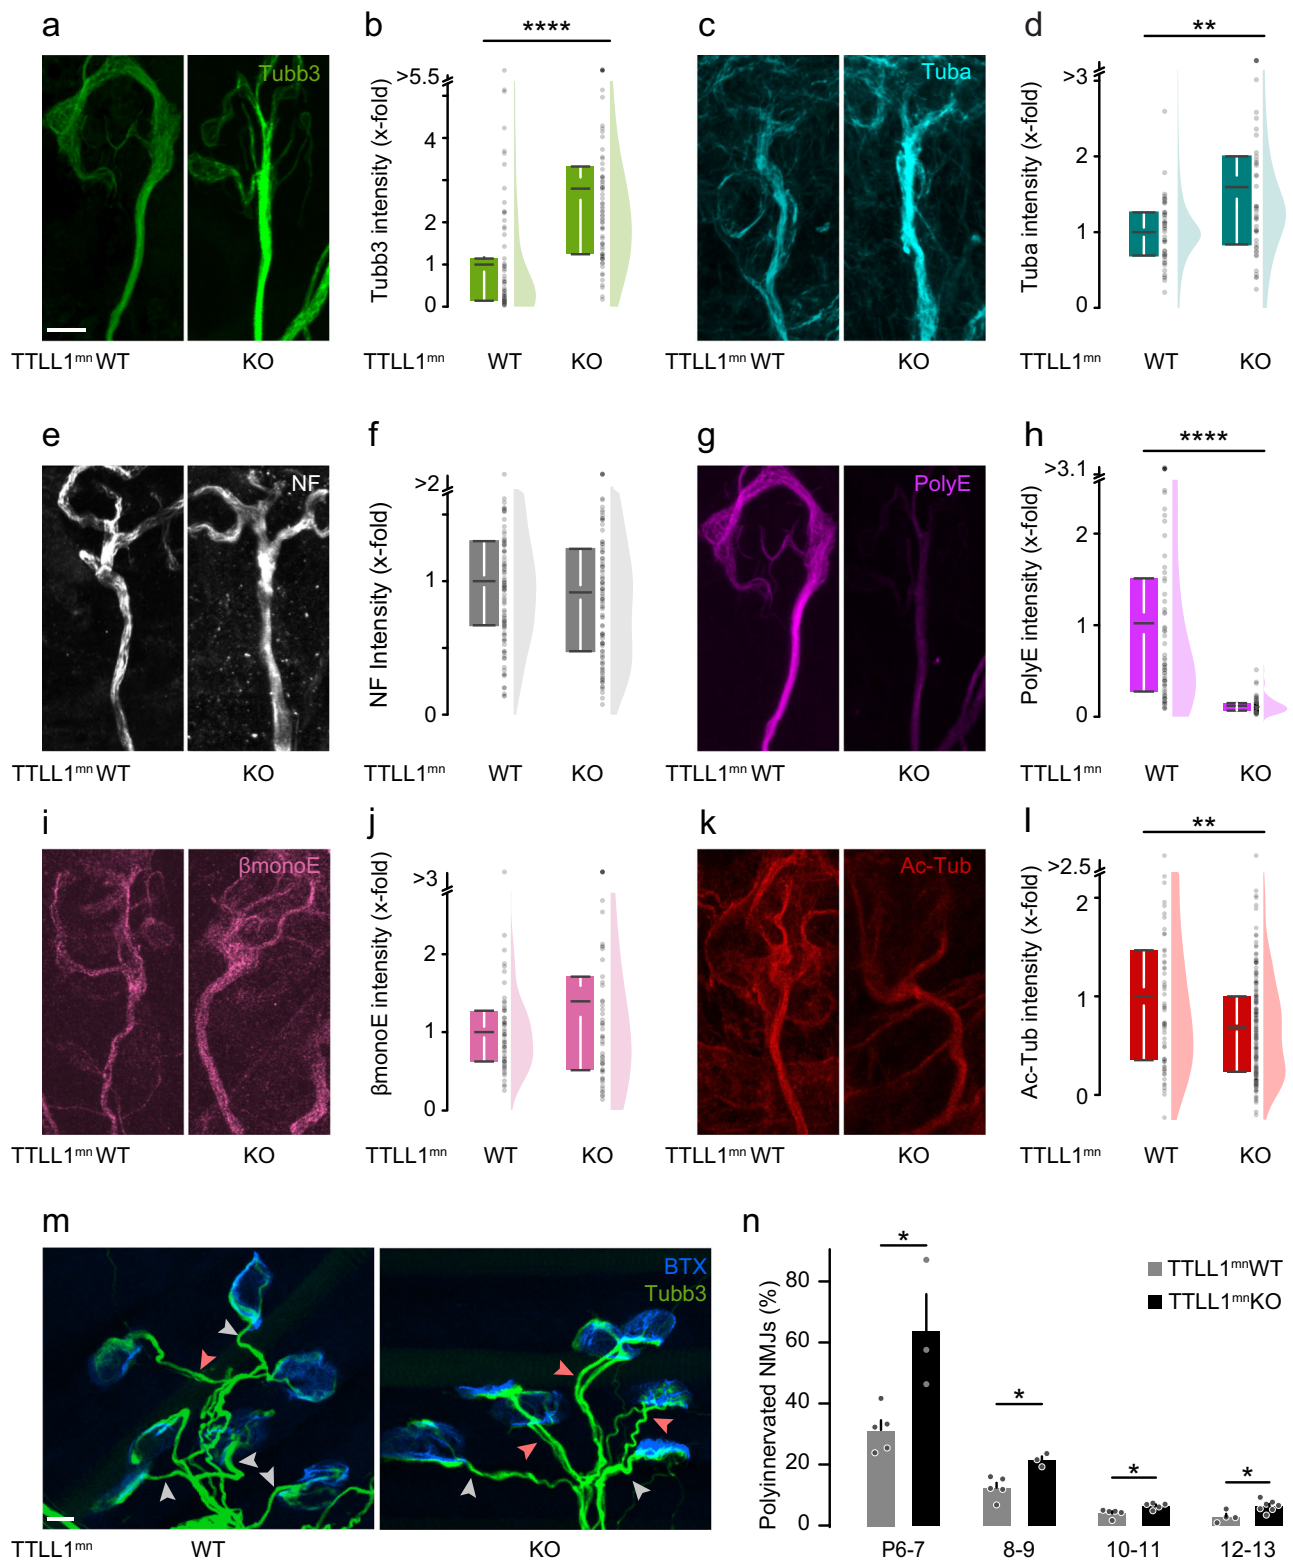 a
Tubb3
TTLL1mn WT
KO
b
****
Tubb3 intensity (x-fold)
>5.5
4
2
1
0
TTLL1mn
WT
KO
c
Tuba
TTLL1mn WT
KO
d
**
Tuba intensity (x-fold)
>3
2
1
0
TTLL1mn
WT
KO
e
NF
TTLL1mn WT
KO
f
NF Intensity (x-fold)
>2
1
0
TTLL1mn
WT
KO
g
PolyE
TTLL1mn WT
KO
h
****
PolyE intensity (x-fold)
>3.1
2
1
0
TTLL1mn
WT
KO
i
βmonoE
TTLL1mn WT
KO
j
βmonoE intensity (x-fold)
>3
2
1
0
TTLL1mn
WT
KO
k
Ac-Tub
TTLL1mn WT
KO
l
**
Ac-Tub intensity (x-fold)
>2.5
2
1
0
TTLL1mn
WT
KO
m
BTX
Tubb3
TTLL1mn
WT
KO
n
Polyinnervated NMJs (%)
80
60
40
20
0
*
*
*
*
TTLL1mnWT
TTLL1mnKO
P6-7
8-9
10-11
12-13